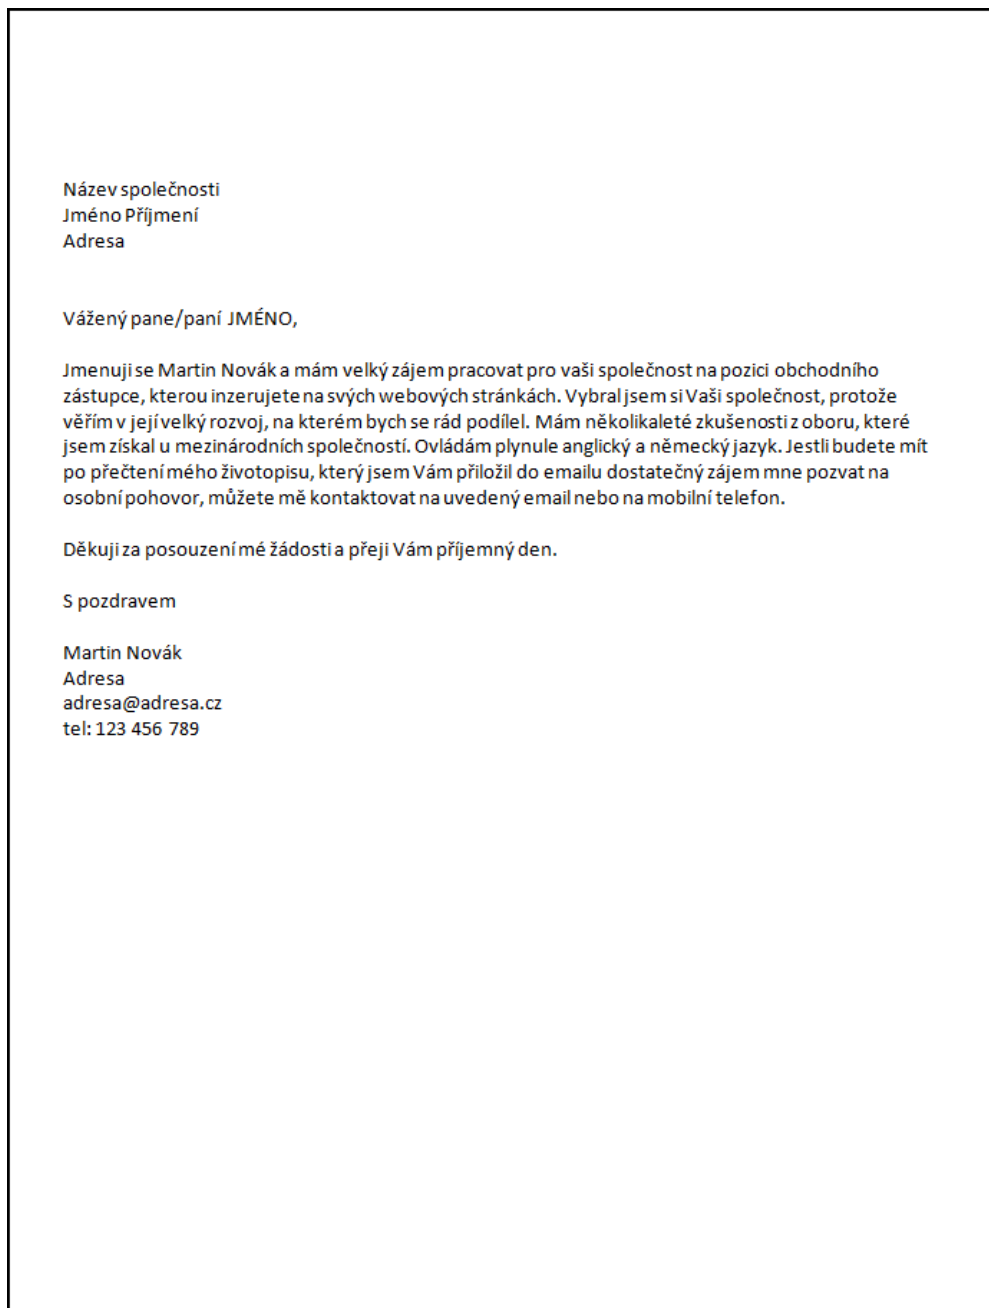 Název společnosti
Jméno Příjmení
Adresa
Vážený pane/paní JMÉNO,
Jmenuji se Martin Novák a mám velký zájem pracovat pro vaši společnost na pozici obchodního
zástupce, kterou inzerujete na svých webových stránkách. Vybral jsem si Vaši společnost, protože
věřím v její velký rozvoj, na kterém bych se rád podílel. Mám několikaleté zkušenosti z oboru, které
jsem získal u mezinárodních společností. Ovládám plynule anglický a německý jazyk. Jestli budete mít
po přečtení mého životopisu, který jsem Vám přiložil do emailu dostatečný zájem mne pozvat na
osobní pohovor, můžete mě kontaktovat na uvedený email nebo na mobilní telefon.
Děkuji za posouzení mé žádosti a přeji Vám příjemný den.
S pozdravem
Martin Novák
Adresa
adresa@adresa.cz
tel: 123 456 789